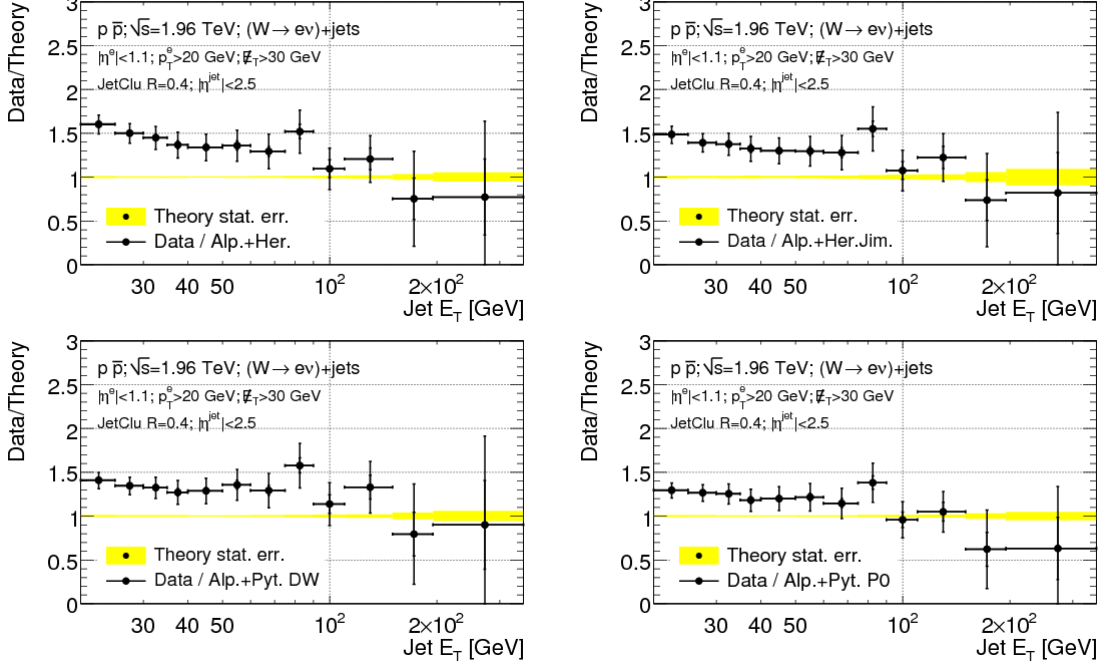 Data/Theory
3
2.5
2
1.5
1
0.5
0
p p̅;√s=1.96 TeV; (W→eν)+jets
|η^e|<1.1; p_T^e>20 GeV;E̸_T>30 GeV
JetClu R=0.4; |η^jet|<2.5
Theory stat. err.
Data / Alp.+Her.
30 40 50 10^2 2×10^2
Jet E_T [GeV]
Data/Theory
3
2.5
2
1.5
1
0.5
0
p p̅;√s=1.96 TeV; (W→eν)+jets
|η^e|<1.1; p_T^e>20 GeV;E̸_T>30 GeV
JetClu R=0.4; |η^jet|<2.5
Theory stat. err.
Data / Alp.+Her.Jim.
30 40 50 10^2 2×10^2
Jet E_T [GeV]
Data/Theory
3
2.5
2
1.5
1
0.5
0
p p̅;√s=1.96 TeV; (W→eν)+jets
|η^e|<1.1; p_T^e>20 GeV;E̸_T>30 GeV
JetClu R=0.4; |η^jet|<2.5
Theory stat. err.
Data / Alp.+Pyt. DW
30 40 50 10^2 2×10^2
Jet E_T [GeV]
Data/Theory
3
2.5
2
1.5
1
0.5
0
p p̅;√s=1.96 TeV; (W→eν)+jets
|η^e|<1.1; p_T^e>20 GeV;E̸_T>30 GeV
JetClu R=0.4; |η^jet|<2.5
Theory stat. err.
Data / Alp.+Pyt. P0
30 40 50 10^2 2×10^2
Jet E_T [GeV]